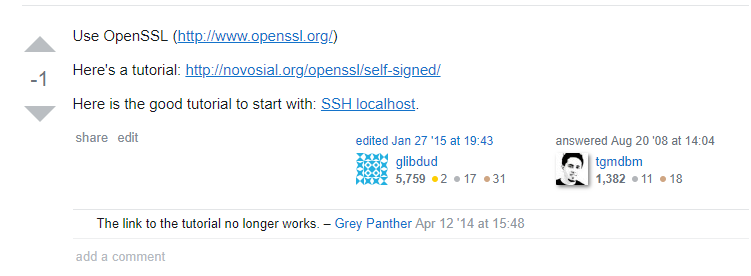 Use OpenSSL (http://www.openssl.org/)
-1
Here's a tutorial: http://novosial.org/openssl/self-signed/
Here is the good tutorial to start with: SSH localhost.
share edit
edited Jan 27 '15 at 19:43
glibdud
5,759 ●2 ●17 ●31
answered Aug 20 '08 at 14:04
tgmdbm
1,382 ●11 ●18
The link to the tutorial no longer works. – Grey Panther Apr 12 '14 at 15:48
add a comment